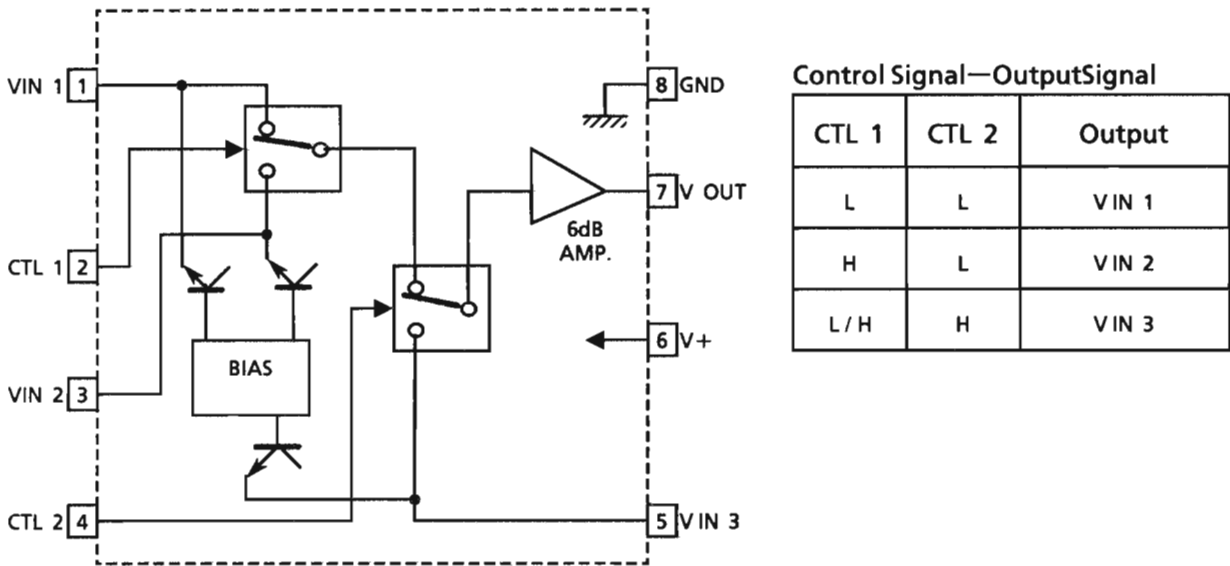 VIN 1 1
CTL 1 2
VIN 2 3
CTL 2 4
BIAS
6dB
AMP.
8 GND
7 V OUT
6 V+
5 V IN 3
Control Signal—OutputSignal
CTL 1 CTL 2 Output
L L V IN 1
H L V IN 2
L / H H V IN 3